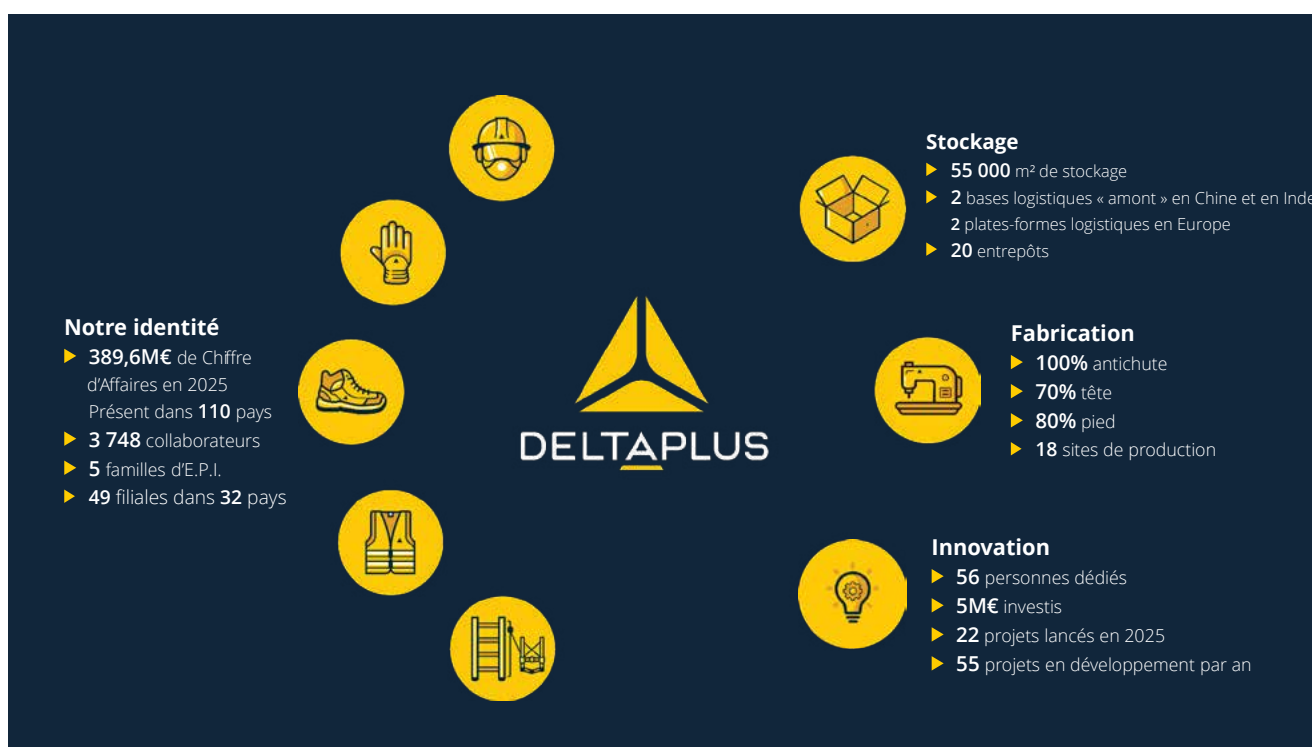 Notre identité
389,6M€ de Chiffre
d'Affaires en 2025
Présent dans 110 pays
3 748 collaborateurs
5 familles d'E.P.I.
49 filiales dans 32 pays
DELTAPLUS
Stockage
55 000 m² de stockage
2 bases logistiques « amont » en Chine et en Inde
2 plates-formes logistiques en Europe
20 entrepôts
Fabrication
100% antichute
70% tête
80% pied
18 sites de production
Innovation
56 personnes dédiés
5M€ investis
22 projets lancés en 2025
55 projets en développement par an